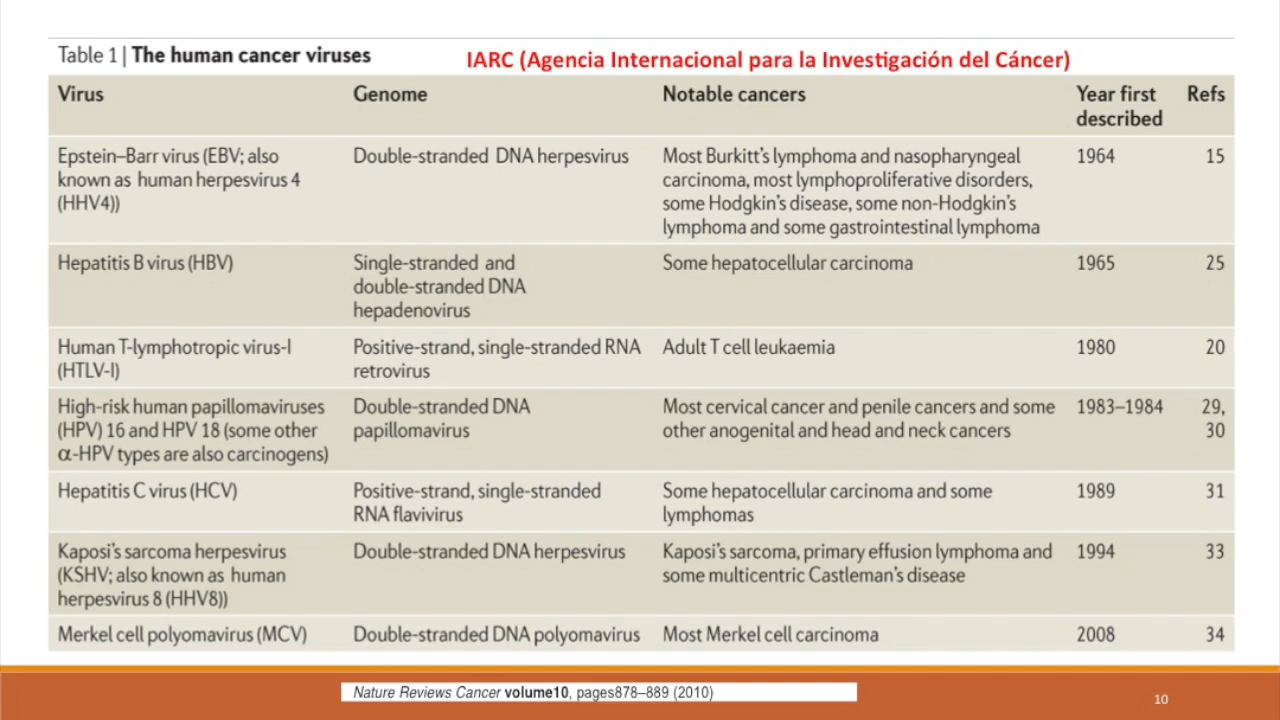 Table 1 | The human cancer viruses
IARC (Agencia Internacional para la Investigación del Cáncer)
Virus
Genome
Notable cancers
Year first
described
Refs
Epstein–Barr virus (EBV; also
known as human herpesvirus 4
(HHV4))
Double-stranded DNA herpesvirus
Most Burkitt's lymphoma and nasopharyngeal
carcinoma, most lymphoproliferative disorders,
some Hodgkin's disease, some non-Hodgkin's
lymphoma and some gastrointestinal lymphoma
1964
15
Hepatitis B virus (HBV)
Single-stranded and
double-stranded DNA
hepadenovirus
Some hepatocellular carcinoma
1965
25
Human T-lymphotropic virus-I
(HTLV-I)
Positive-strand, single-stranded RNA
retrovirus
Adult T cell leukaemia
1980
20
High-risk human papillomaviruses
(HPV) 16 and HPV 18 (some other
α-HPV types are also carcinogens)
Double-stranded DNA
papillomavirus
Most cervical cancer and penile cancers and some
other anogenital and head and neck cancers
1983–1984
29,
30
Hepatitis C virus (HCV)
Positive-strand, single-stranded
RNA flavivirus
Some hepatocellular carcinoma and some
lymphomas
1989
31
Kaposi's sarcoma herpesvirus
(KSHV; also known as human
herpesvirus 8 (HHV8))
Double-stranded DNA herpesvirus
Kaposi's sarcoma, primary effusion lymphoma and
some multicentric Castleman's disease
1994
33
Merkel cell polyomavirus (MCV)
Double-stranded DNA polyomavirus
Most Merkel cell carcinoma
2008
34
Nature Reviews Cancer volume10, pages878–889 (2010)
10